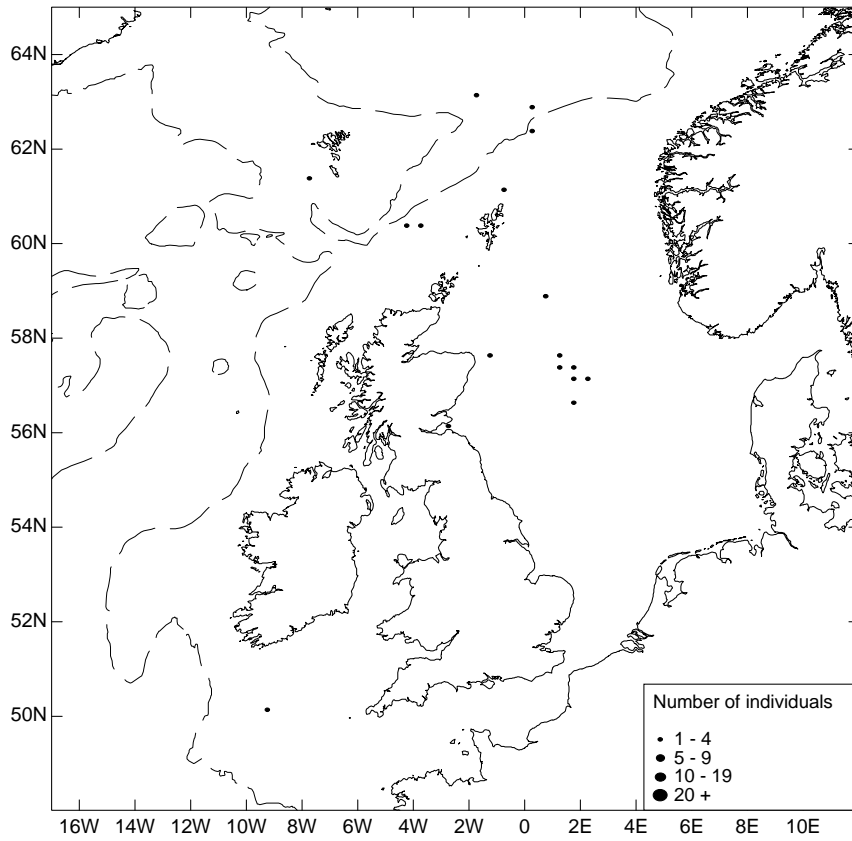 64N
62N
60N
58N
56N
54N
52N
50N
Number of individuals
1 - 4
5 - 9
10 - 19
20 +
16W 14W 12W 10W 8W 6W 4W 2W 0 2E 4E 6E 8E 10E